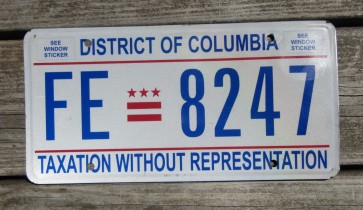 SEE WINDOW STICKER
DISTRICT OF COLUMBIA
SEE WINDOW STICKER
FE 8247
TAXATION WITHOUT REPRESENTATION